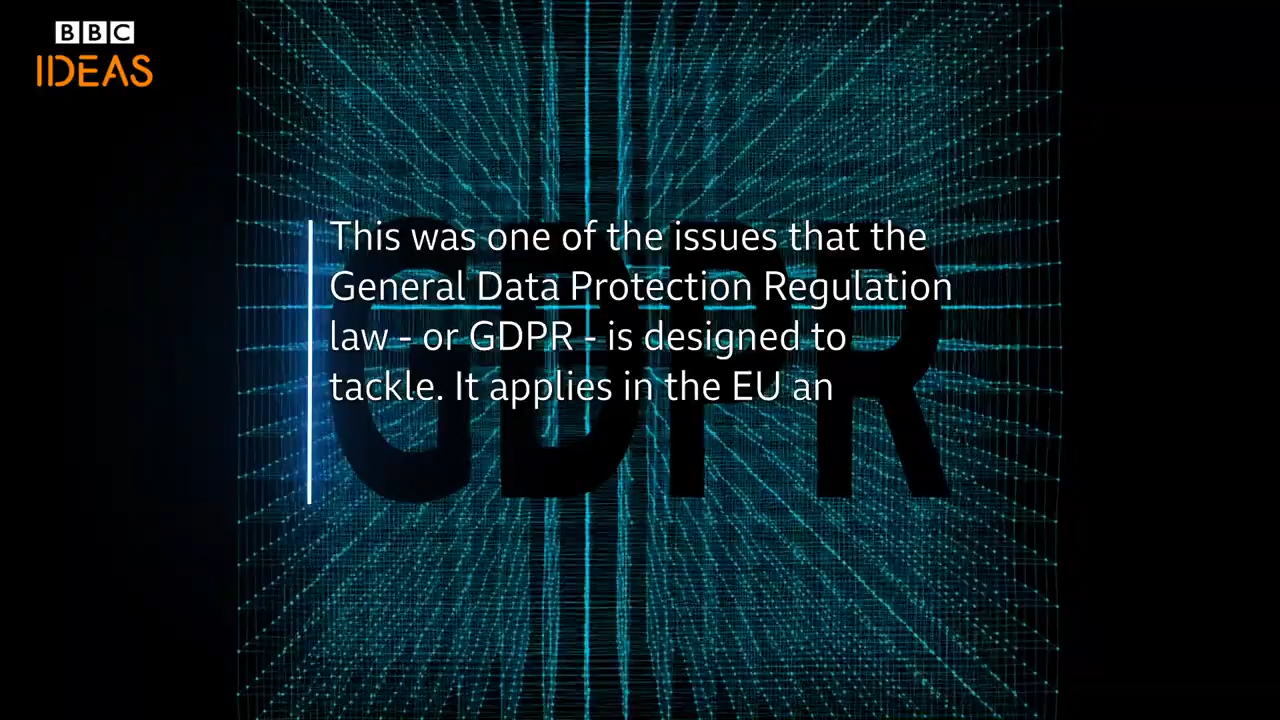 BBC
IDEAS
This was one of the issues that the
General Data Protection Regulation
law - or GDPR - is designed to
tackle. It applies in the EU an
GDPR